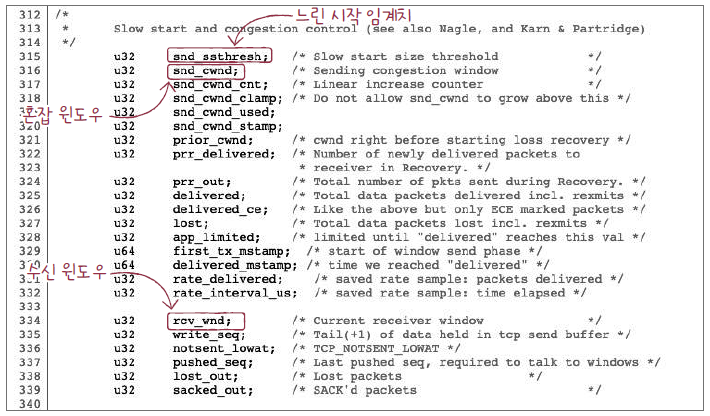 느린 시작 임계치
312 /*
313 * Slow start and congestion control (see also Nagle, and Karn & Partridge)
314 */
315 u32 snd_ssthresh; /* Slow start size threshold */
316 u32 snd_cwnd; /* Sending congestion window */
317 u32 snd_cwnd_cnt; /* Linear increase counter */
318 u32 snd_cwnd_clamp; /* Do not allow snd_cwnd to grow above this */
혼잡 윈도우
319 u32 snd_cwnd_used;
320 u32 snd_cwnd_stamp;
321 u32 prior_cwnd; /* cwnd right before starting loss recovery */
322 u32 prr_delivered; /* Number of newly delivered packets to
323 * receiver in Recovery. */
324 u32 prr_out; /* Total number of pkts sent during Recovery. */
325 u32 delivered; /* Total data packets delivered incl. rexmits */
326 u32 delivered_ce; /* Like the above but only ECE marked packets */
327 u32 lost; /* Total data packets lost incl. rexmits */
328 u32 app_limited; /* limited until "delivered" reaches this val */
수신 윈도우
329 u64 first_tx_mstamp; /* start of window send phase */
330 u64 delivered_mstamp; /* time we reached "delivered" */
331 u32 rate_delivered; /* saved rate sample: packets delivered */
332 u32 rate_interval_us; /* saved rate sample: time elapsed */
333
334 u32 rcv_wnd; /* Current receiver window */
335 u32 write_seq; /* Tail(+1) of data held in tcp send buffer */
336 u32 notsent_lowat; /* TCP_NOTSENT_LOWAT */
337 u32 pushed_seq; /* Last pushed seq, required to talk to windows */
338 u32 lost_out; /* Lost packets */
339 u32 sacked_out; /* SACK'd packets */
340